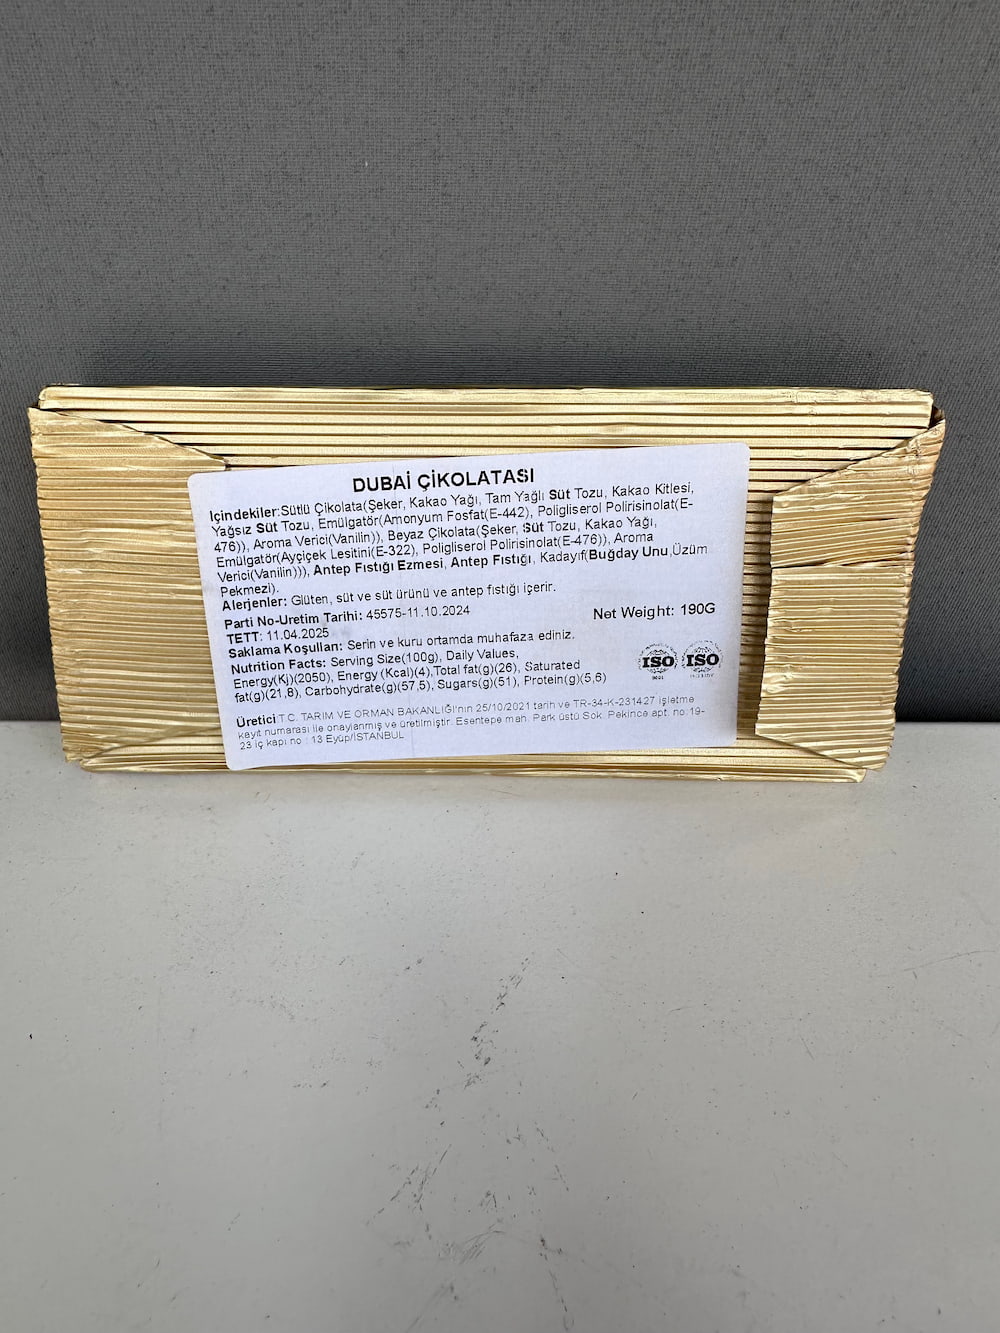 DUBAİ ÇİKOLATASI
İçindekiler:Sütlü Çikolata(Şeker, Kakao Yağı, Tam Yağlı Süt Tozu, Kakao Kitlesi,
Yağsız Süt Tozu, Emülgatör(Amonyum Fosfat(E-442), Poligliserol Polirisinolat(E-
476)), Aroma Verici(Vanilin)), Beyaz Çikolata(Şeker, Süt Tozu, Kakao Yağı,
Emülgatör(Ayçiçek Lesitini(E-322), Poligliserol Polirisinolat(E-476)), Aroma
Verici(Vanilin))), Antep Fıstığı Ezmesi, Antep Fıstığı, Kadayıf(Buğday Unu,Üzüm
Pekmezi).
Alerjenler: Glüten, süt ve süt ürünü ve antep fıstığı içerir.
Parti No-Uretim Tarihi: 45575-11.10.2024
Net Weight: 190G
TETT: 11.04.2025
Saklama Koşulları: Serin ve kuru ortamda muhafaza ediniz.
Nutrition Facts: Serving Size(100g), Daily Values,
Energy(Kj)(2050), Energy (Kcal)(4),Total fat(g)(26), Saturated
fat(g)(21,8), Carbohydrate(g)(57,5), Sugars(g)(51), Protein(g)(5,6)
ISO
9001
ISO
Üretici:T.C. TARIM VE ORMAN BAKANLIĞI'nın 25/10/2021 tarih ve TR-34-K-231427 işletme
kayıt numarası ile onaylanmış ve üretilmiştir. Esentepe mah. Park üstü Sok. Pekince apt. no:19-
23 iç kapı no : 13 Eyüp/İSTANBUL